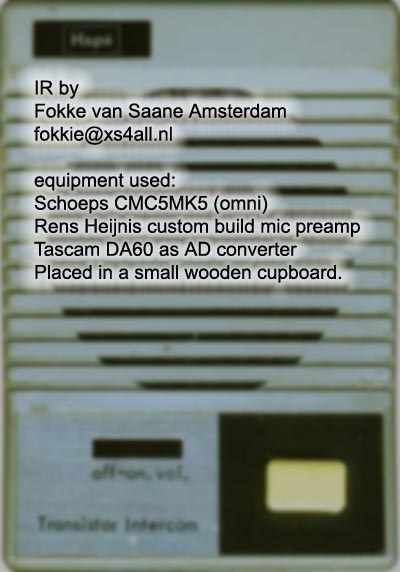 Hapé
IR by
Fokke van Saane Amsterdam
fokkie@xs4all.nl
equipment used:
Schoeps CMC5MK5 (omni)
Rens Heijnis custom build mic preamp
Tascam DA60 as AD converter
Placed in a small wooden cupboard.
off-on. vol.
Transistor Intercom